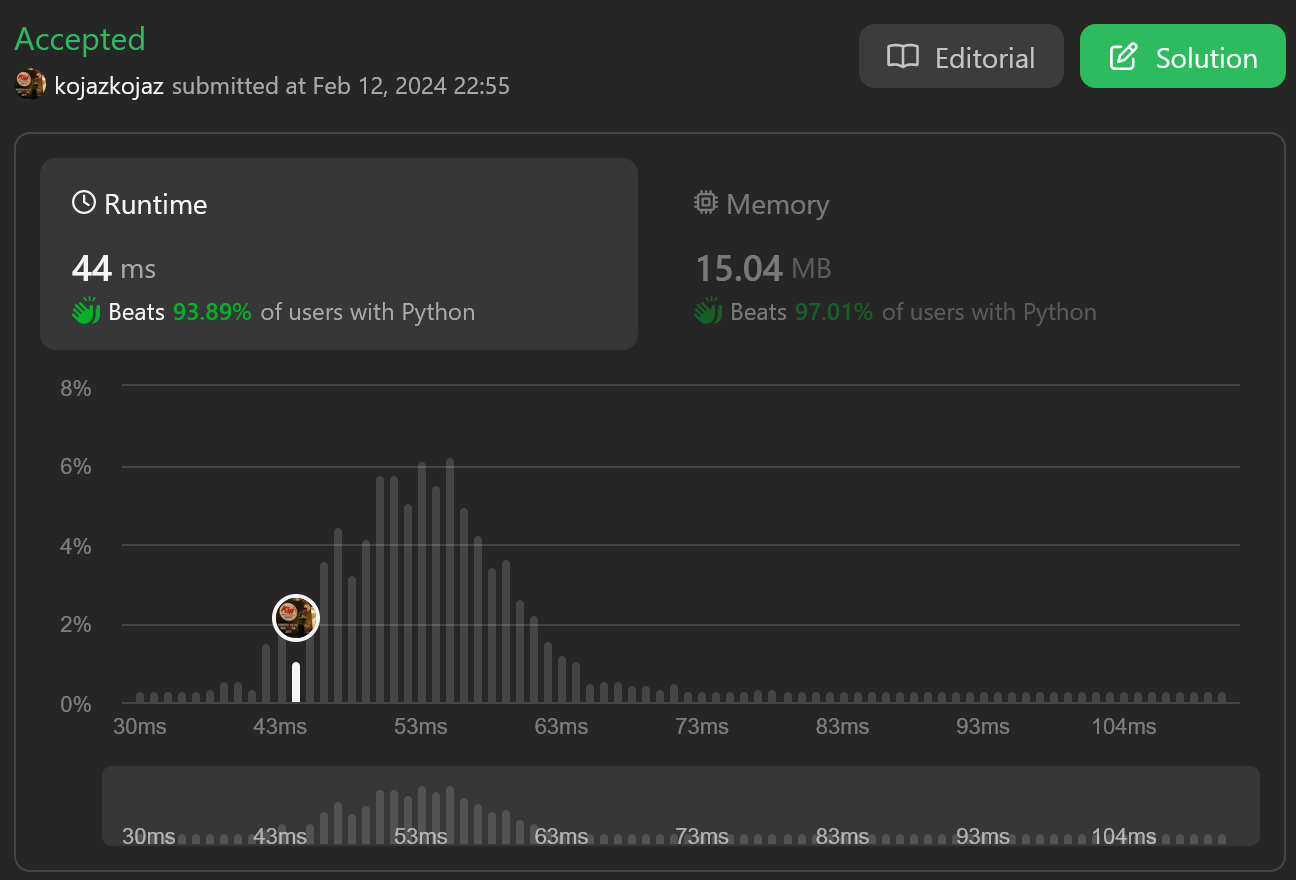 Accepted
kojazkojaz submitted at Feb 12, 2024 22:55
Editorial
Solution
Runtime
44 ms
Beats 93.89% of users with Python
Memory
15.04 MB
Beats 97.01% of users with Python
8%
6%
4%
2%
0%
30ms 43ms 53ms 63ms 73ms 83ms 93ms 104ms
30ms 43ms 53ms 63ms 73ms 83ms 93ms 104ms